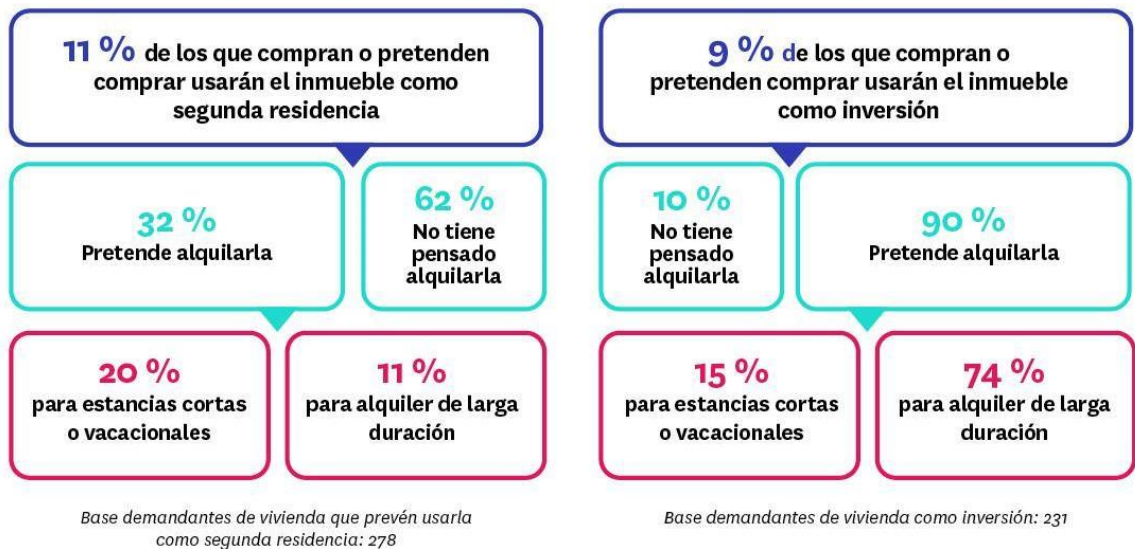 11 % de los que compran o pretenden
comprar usarán el inmueble como
segunda residencia
32 %
Pretende alquilarla
62 %
No tiene
pensado
alquilarla
20 %
para estancias cortas
o vacacionales
11 %
para alquiler de larga
duración
Base demandantes de vivienda que prevén usarla
como segunda residencia: 278
9 % de los que compran o
pretenden comprar usarán el inmueble
como inversión
10 %
No tiene
pensado
alquilarla
90 %
Pretende alquilarla
15 %
para estancias cortas
o vacacionales
74 %
para alquiler de larga
duración
Base demandantes de vivienda como inversión: 231